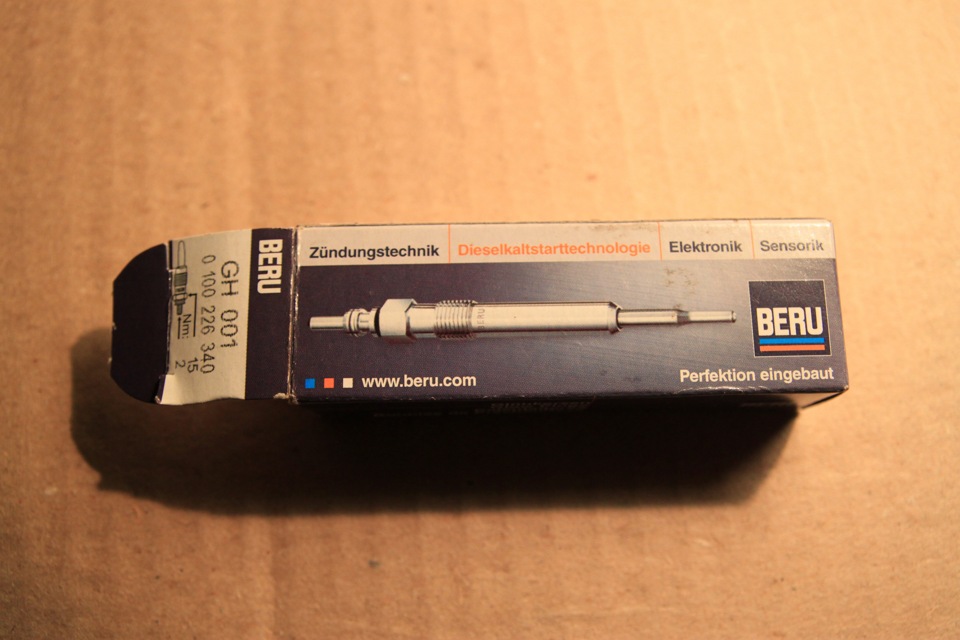 BERU
GH 001
0 100 226 340
Nm: 15
2
Zündungstechnik
Dieselkaltstarttechnologie
Elektronik
Sensorik
BERU
BERU
www.beru.com
Perfektion eingebaut